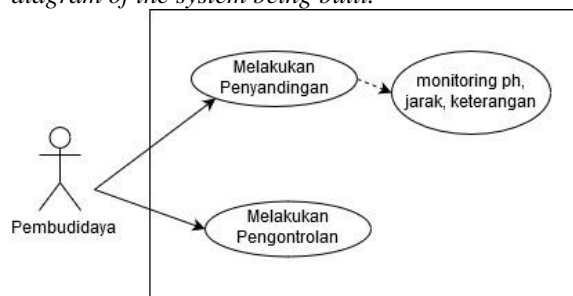 diagram of the system being built.
Melakukan
Penyandingan
monitoring ph,
jarak, keterangan
Pembudidaya
Melakukan
Pengontrolan